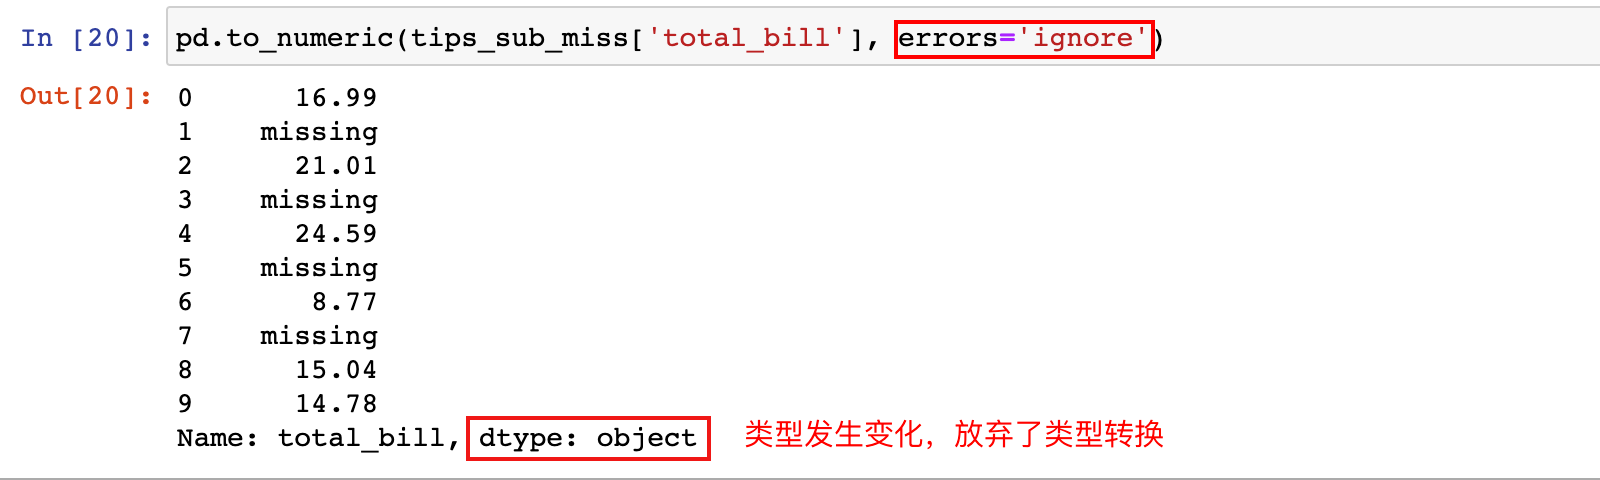 In [20]: pd.to_numeric(tips_sub_miss['total_bill'], errors='ignore')
Out[20]: 0 16.99
1 missing
2 21.01
3 missing
4 24.59
5 missing
6 8.77
7 missing
8 15.04
9 14.78
Name: total_bill, dtype: object 类型发生变化，放弃了类型转换